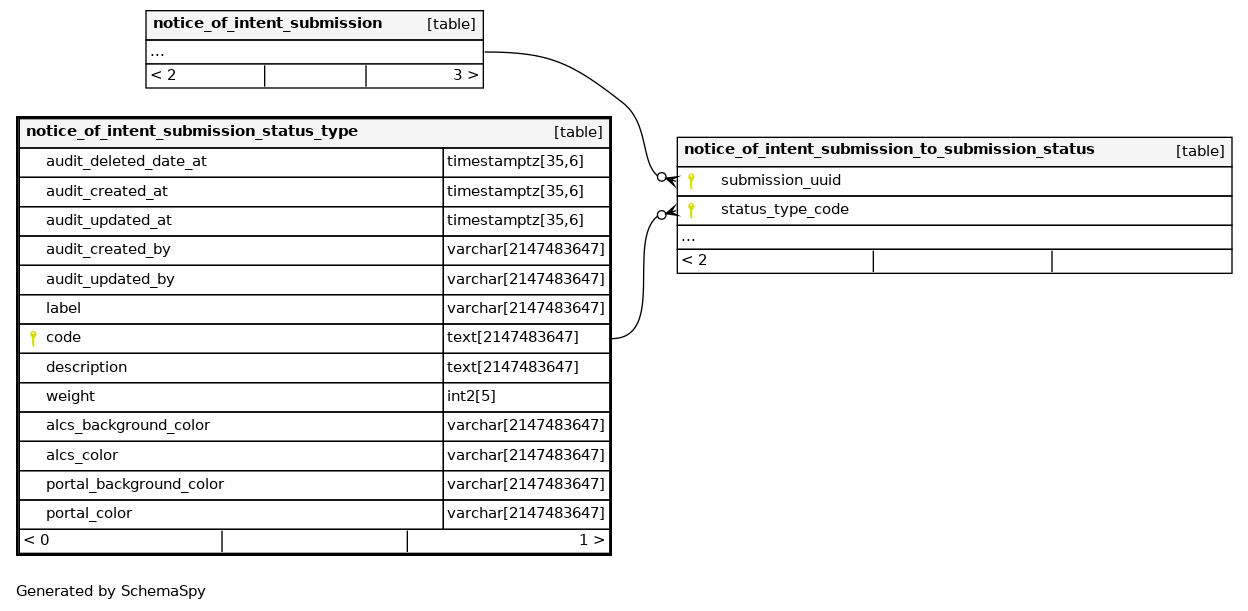 notice_of_intent_submission [table]
...
< 2 3 >
notice_of_intent_submission_status_type [table]
audit_deleted_date_at timestamptz[35,6]
audit_created_at timestamptz[35,6]
audit_updated_at timestamptz[35,6]
audit_created_by varchar[2147483647]
audit_updated_by varchar[2147483647]
label varchar[2147483647]
code text[2147483647]
description text[2147483647]
weight int2[5]
alcs_background_color varchar[2147483647]
alcs_color varchar[2147483647]
portal_background_color varchar[2147483647]
portal_color varchar[2147483647]
< 0 1 >
notice_of_intent_submission_to_submission_status [table]
submission_uuid
status_type_code
...
< 2
Generated by SchemaSpy